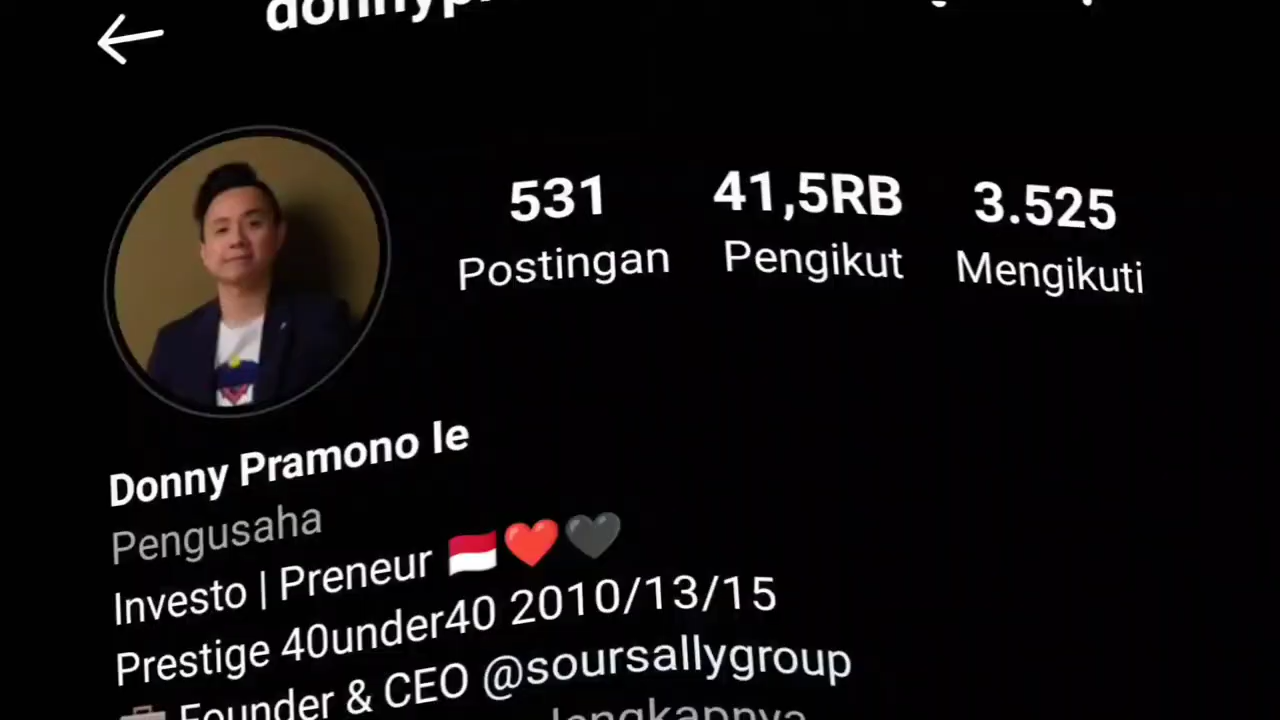 531 41,5RB 3.525
Postingan Pengikut Mengikuti
Donny Pramono Ie
Pengusaha
Investo | Preneur 🇮🇩❤️🖤
Prestige 40under40 2010/13/15
💼 Founder & CEO @soursallygroup